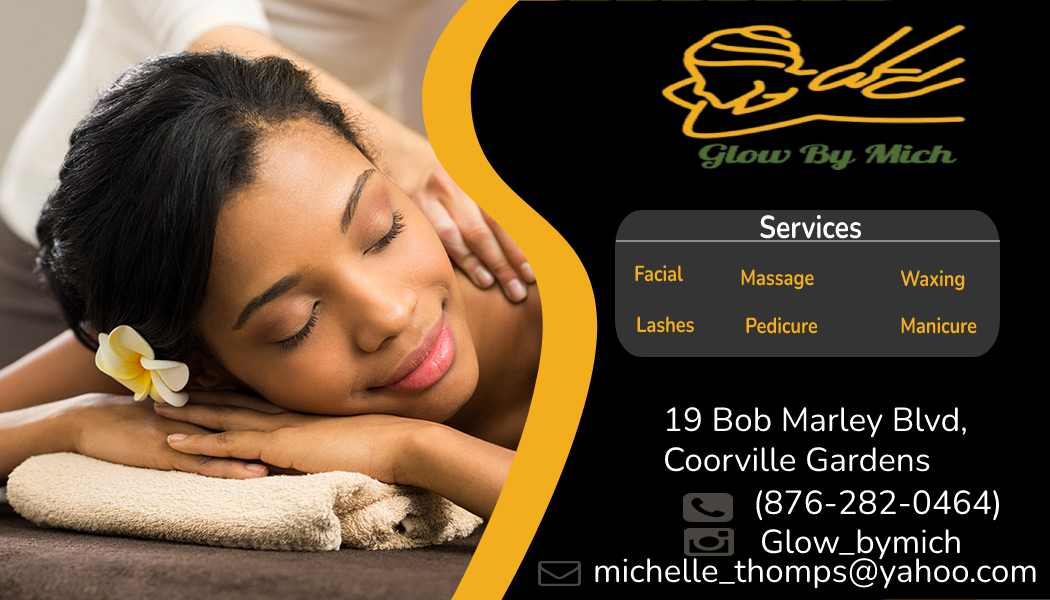 Glow By Mich
Services
Facial Massage Waxing
Lashes Pedicure Manicure
19 Bob Marley Blvd,
Coorville Gardens
(876-282-0464)
Glow_bymich
michelle_thomps@yahoo.com